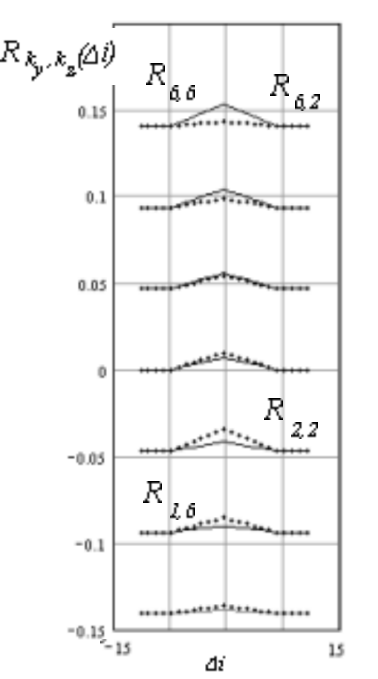 R k_y, k_z (Δi)
R 6,6
R 6,2
0.15
0.1
0.05
0
R 2,2
−0.05
R 1,6
−0.1
−0.15
−15 15
Δi